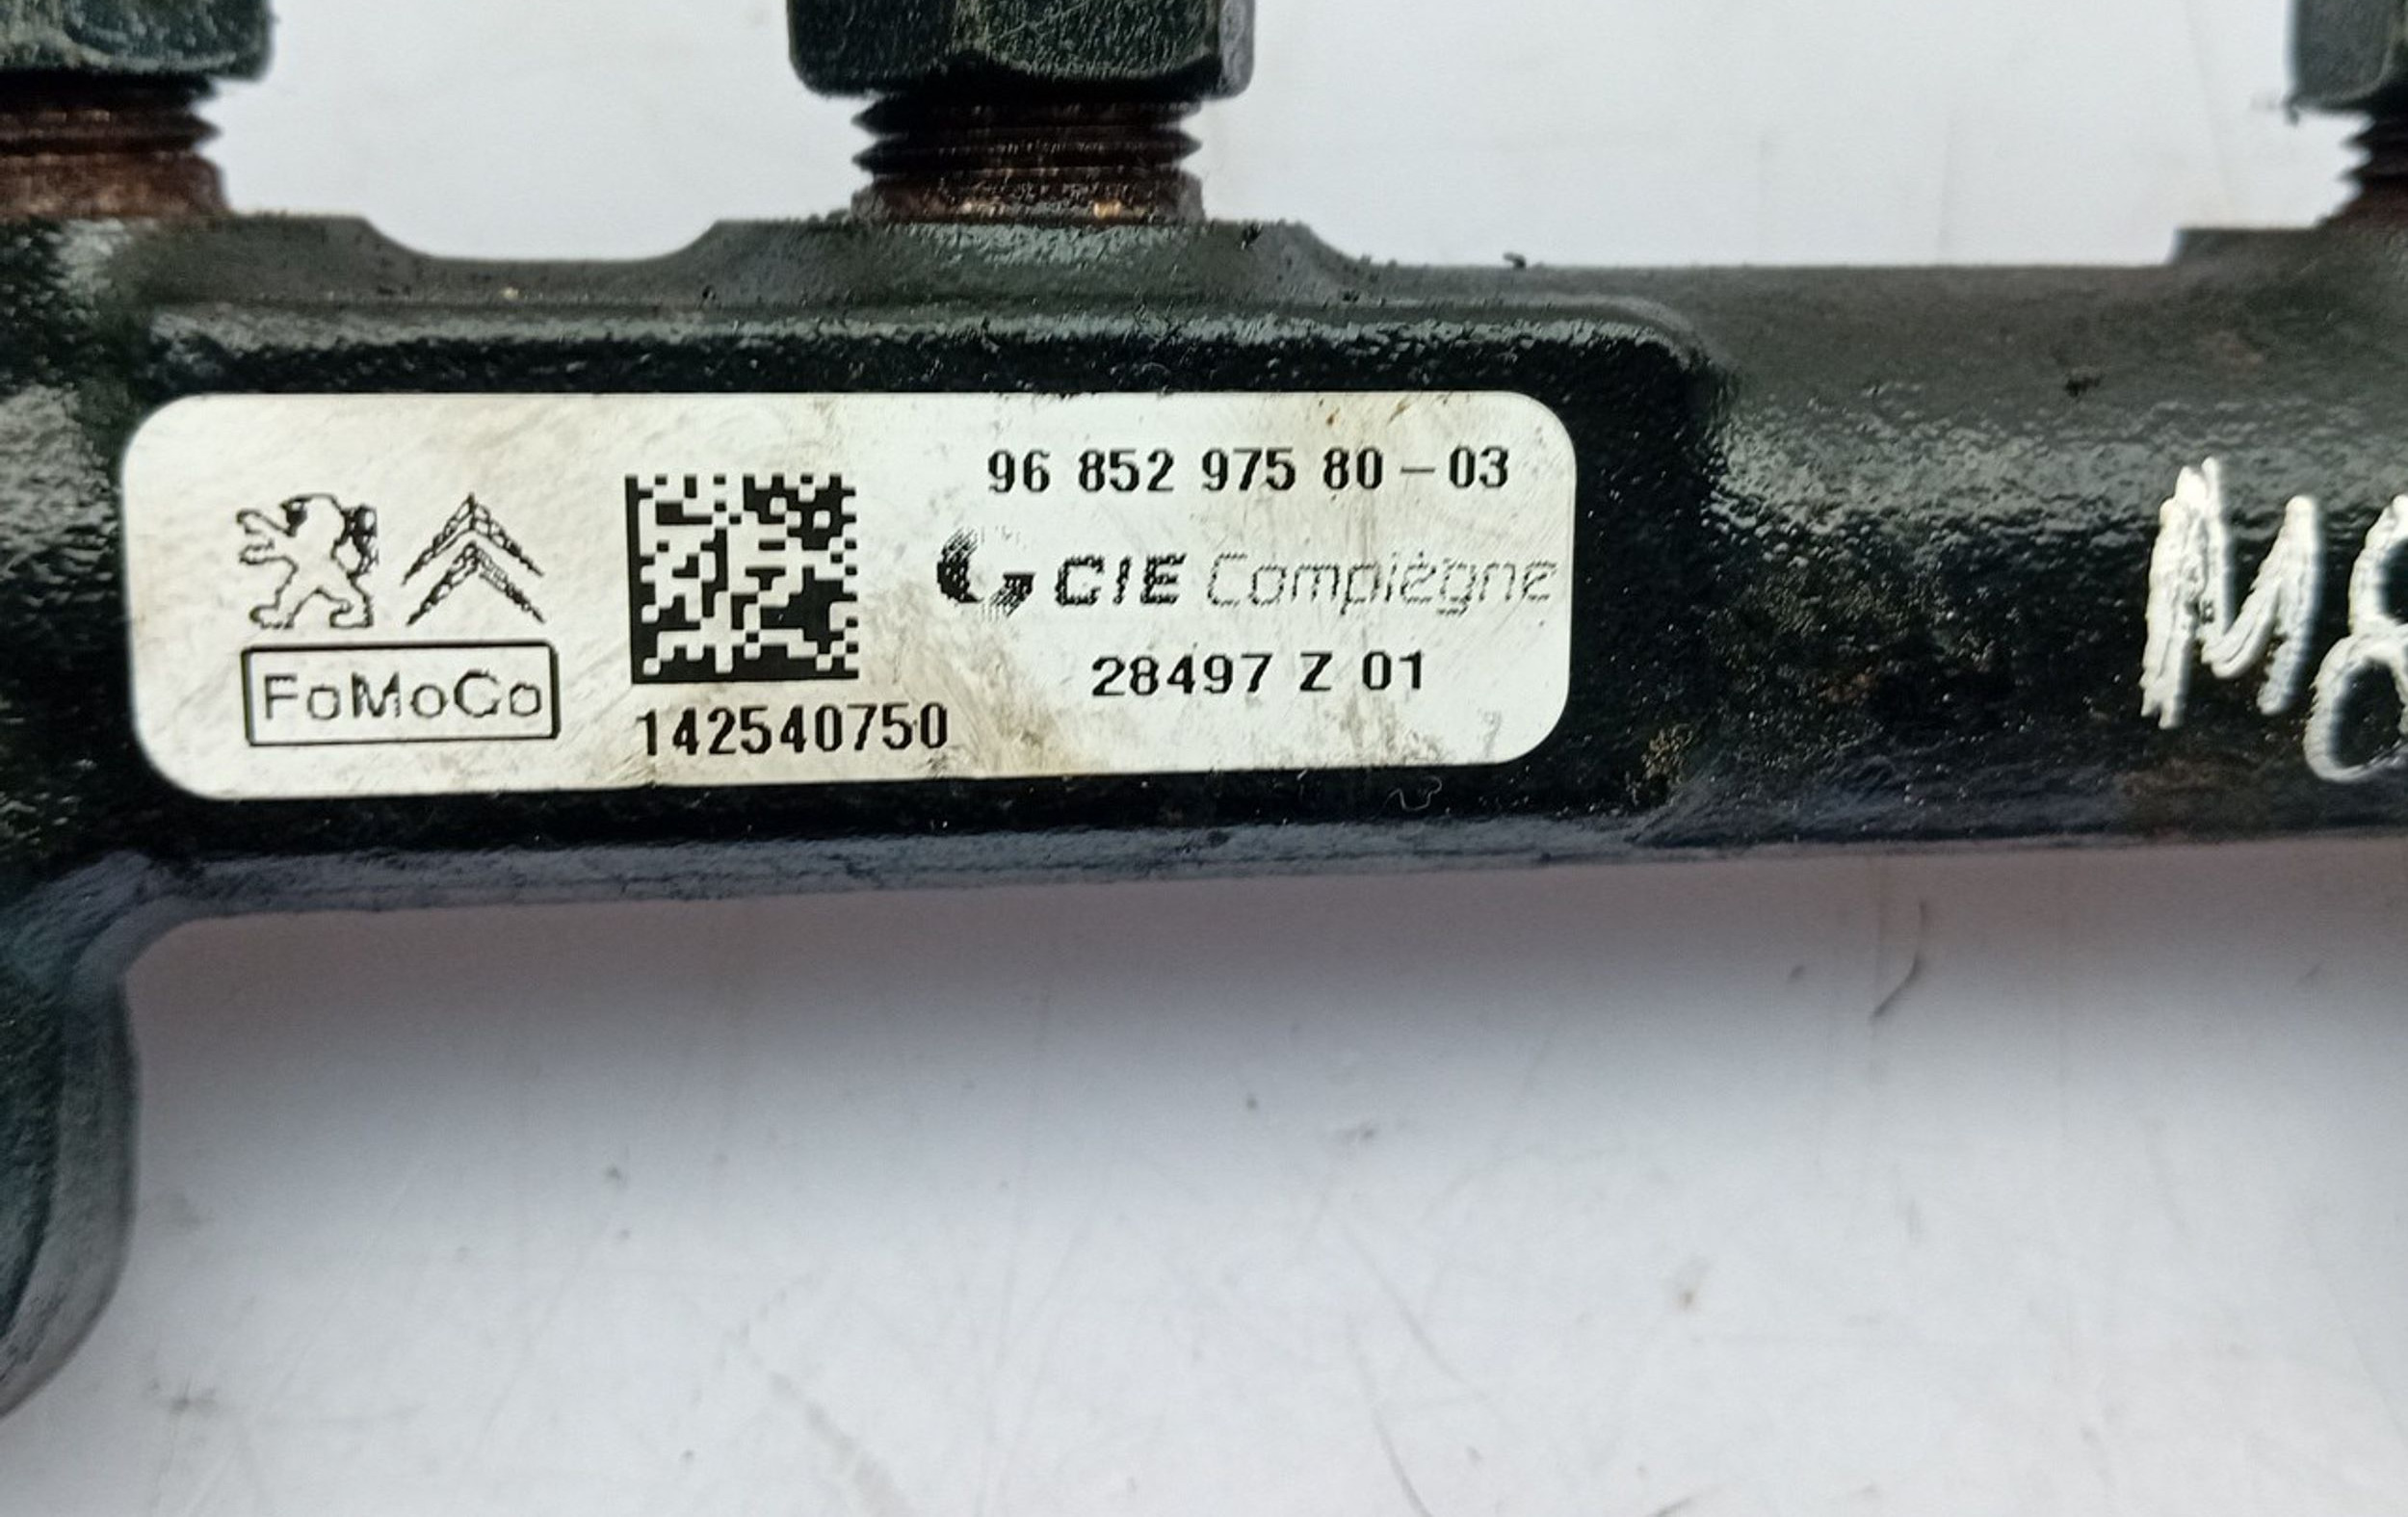 96 852 975 80-03
CIE Compiègne
28497 Z 01
FoMoCo
142540750